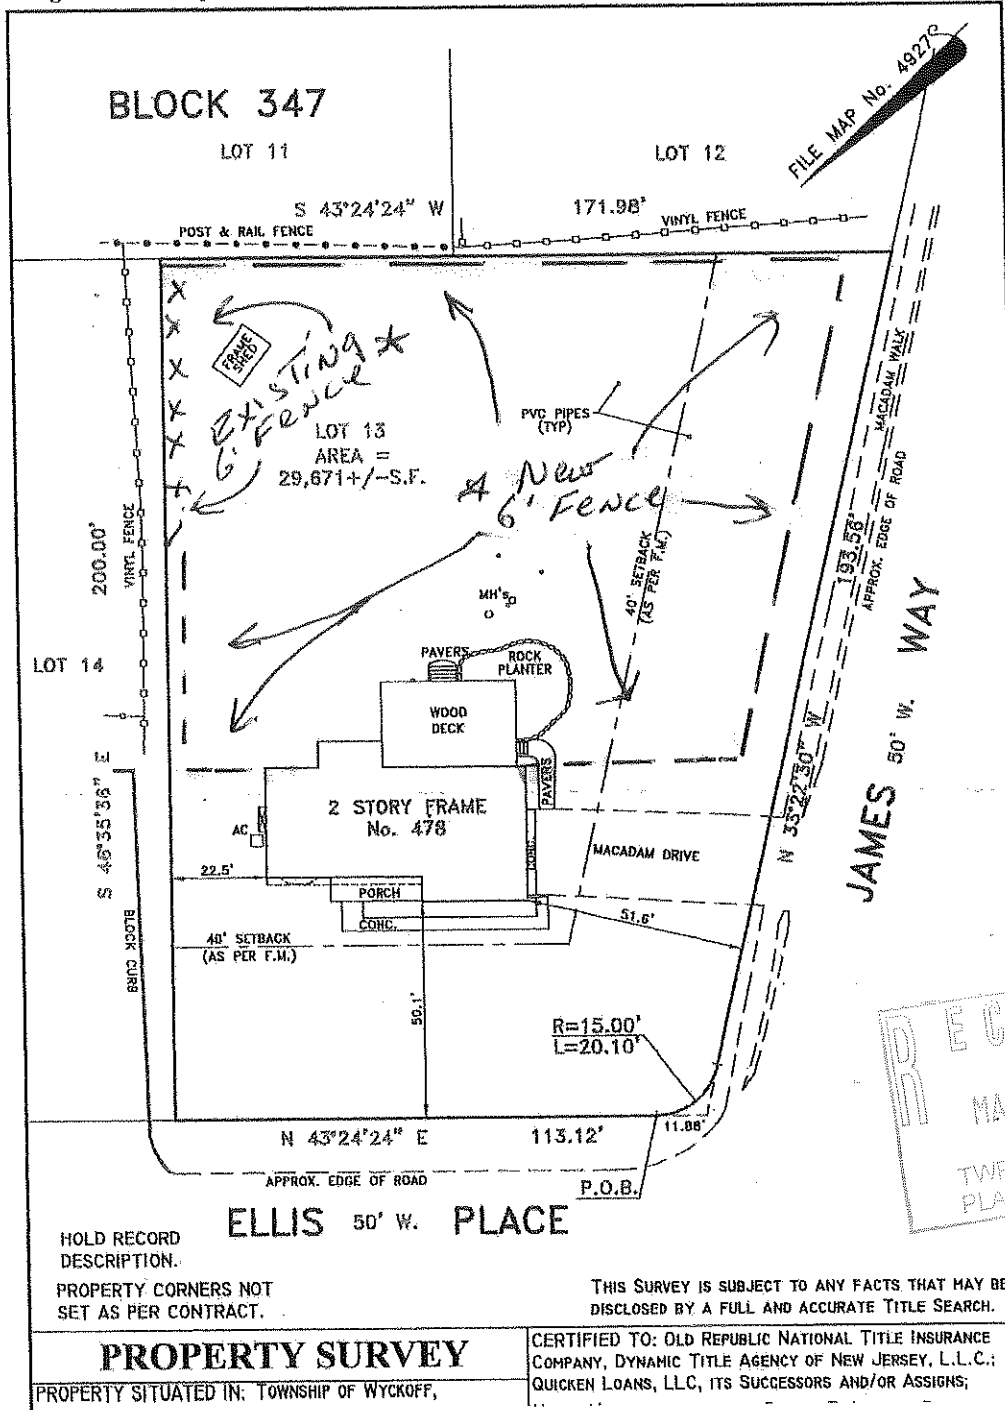 BLOCK 347
LOT 11
LOT 12
FILE MAP No. 4927
S 43°24'24" W
171.98'
POST & RAIL FENCE
VINYL FENCE
FRAME
SHED
EXISTING *
6' FENCE
LOT 13
AREA =
29,671+/-S.F.
PVC PIPES
(TYP)
* New
6' FENCE
MACADAM WALK
APPROX. EDGE OF ROAD
193.56'
N 33°22'30" W
JAMES 50' W. WAY
200.00'
VINYL FENCE
LOT 14
S 46°35'36" E
BLOCK CURB
40' SETBACK
(AS PER F.M.)
MH's
PAVERS
ROCK
PLANTER
WOOD
DECK
PAVERS
2 STORY FRAME
No. 478
AC
CONC.
MACADAM DRIVE
22.5'
PORCH
CONC.
51.6'
40' SETBACK
(AS PER F.M.)
50.1'
R=15.00'
L=20.10'
N 43°24'24" E
113.12'
11.88'
APPROX. EDGE OF ROAD
P.O.B.
ELLIS 50' W. PLACE
R E C
MA
TW
PLA
HOLD RECORD
DESCRIPTION.
PROPERTY CORNERS NOT
SET AS PER CONTRACT.
THIS SURVEY IS SUBJECT TO ANY FACTS THAT MAY BE
DISCLOSED BY A FULL AND ACCURATE TITLE SEARCH.
PROPERTY SURVEY
PROPERTY SITUATED IN: TOWNSHIP OF WYCKOFF,
CERTIFIED TO: OLD REPUBLIC NATIONAL TITLE INSURANCE
COMPANY, DYNAMIC TITLE AGENCY OF NEW JERSEY, L.L.C.;
QUICKEN LOANS, LLC, ITS SUCCESSORS AND/OR ASSIGNS;